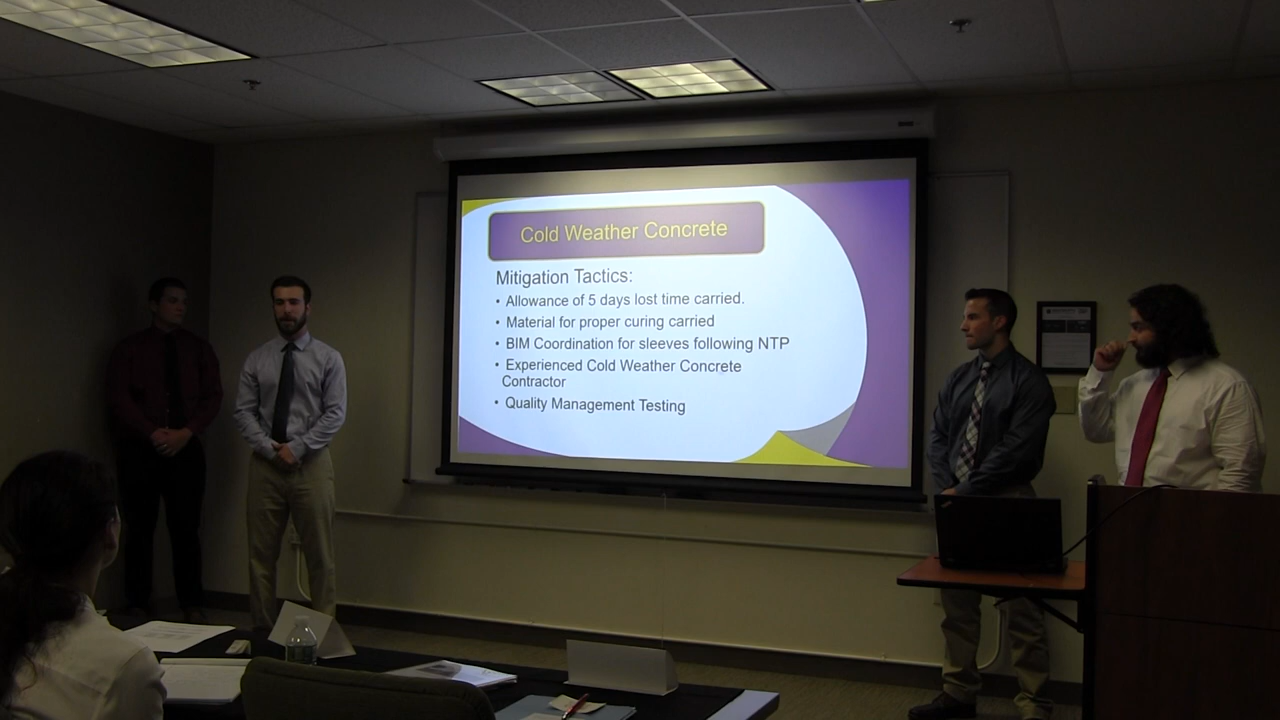 Cold Weather Concrete
Mitigation Tactics:
• Allowance of 5 days lost time carried.
• Material for proper curing carried
• BIM Coordination for sleeves following NTP
• Experienced Cold Weather Concrete
Contractor
• Quality Management Testing